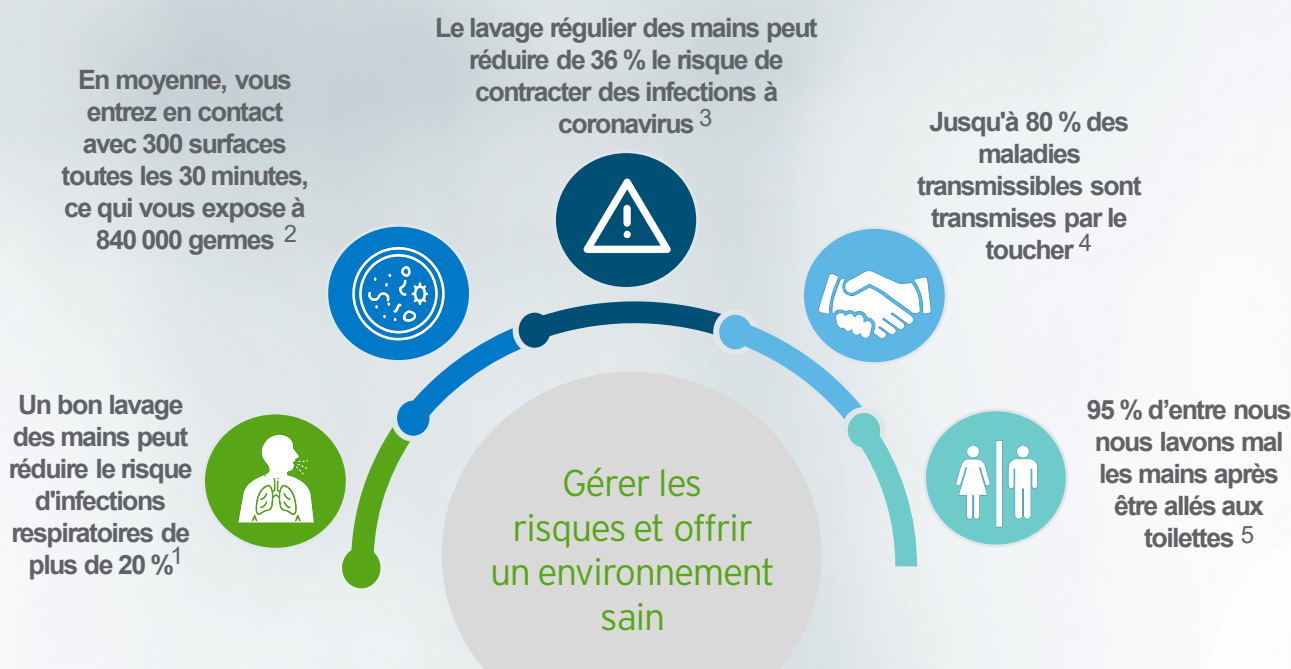 Le lavage régulier des mains peut
réduire de 36 % le risque de
contracter des infections à
coronavirus 3
En moyenne, vous
entrez en contact
avec 300 surfaces
toutes les 30 minutes,
ce qui vous expose à
840 000 germes 2
Jusqu'à 80 % des
maladies
transmissibles sont
transmises par le
toucher 4
Un bon lavage
des mains peut
réduire le risque
d'infections
respiratoires de
plus de 20 %1
95 % d’entre nous
nous lavons mal
les mains après
être allés aux
toilettes 5
Gérer les
risques et offrir
un environnement
sain